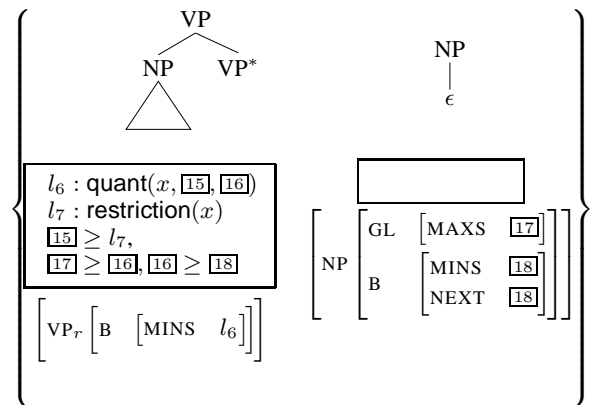 VP
NP VP*
NP
ϵ
l6 : quant(x, 15, 16)
l7 : restriction(x)
15 ≥ l7,
17 ≥ 16, 16 ≥ 18
VPr B MINS l6
NP
GL MAXS 17
B MINS 18
NEXT 18